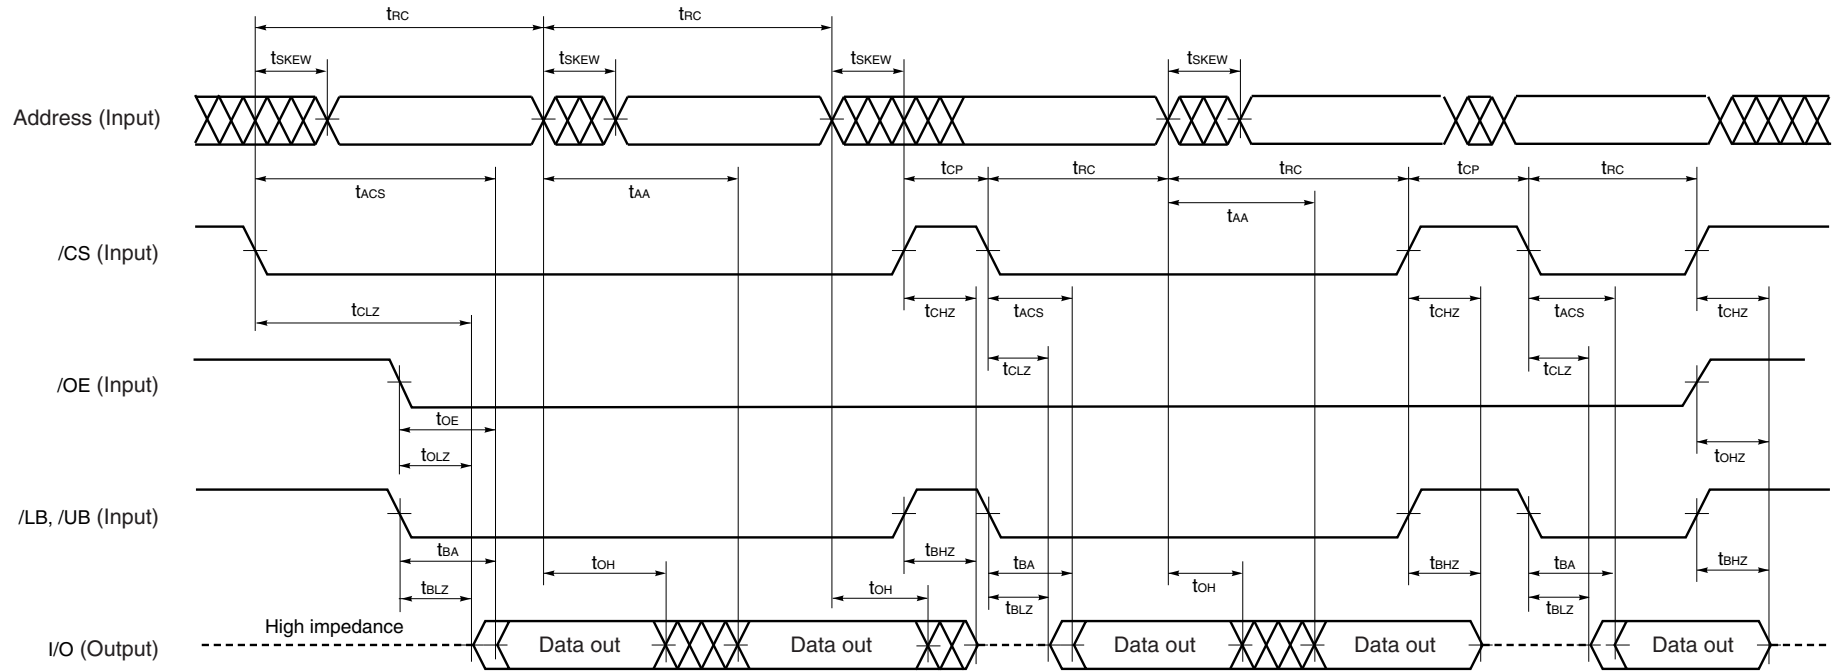 tRC tRC
tSKEW tSKEW tSKEW tSKEW
Address (Input)
tCP tRC tRC tCP tRC
tACS tAA
tAA
/CS (Input)
tCHZ tACS tCHZ tACS tCHZ
tCLZ
tCLZ tCLZ
/OE (Input)
tOE
tOLZ tOHZ
/LB, /UB (Input)
tBA tBHZ tBA tBHZ tBA tBHZ
tOH
tBLZ tOH tBLZ tOH tBLZ
High impedance
I/O (Output) Data out Data out Data out Data out Data out